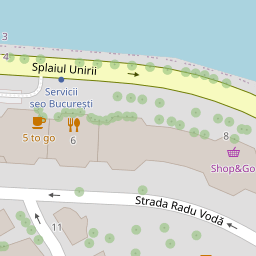 3
4
Splaiul Unirii
Servicii
seo București
5 to go
6
8
Shop&Go
Strada Radu Vodă
11